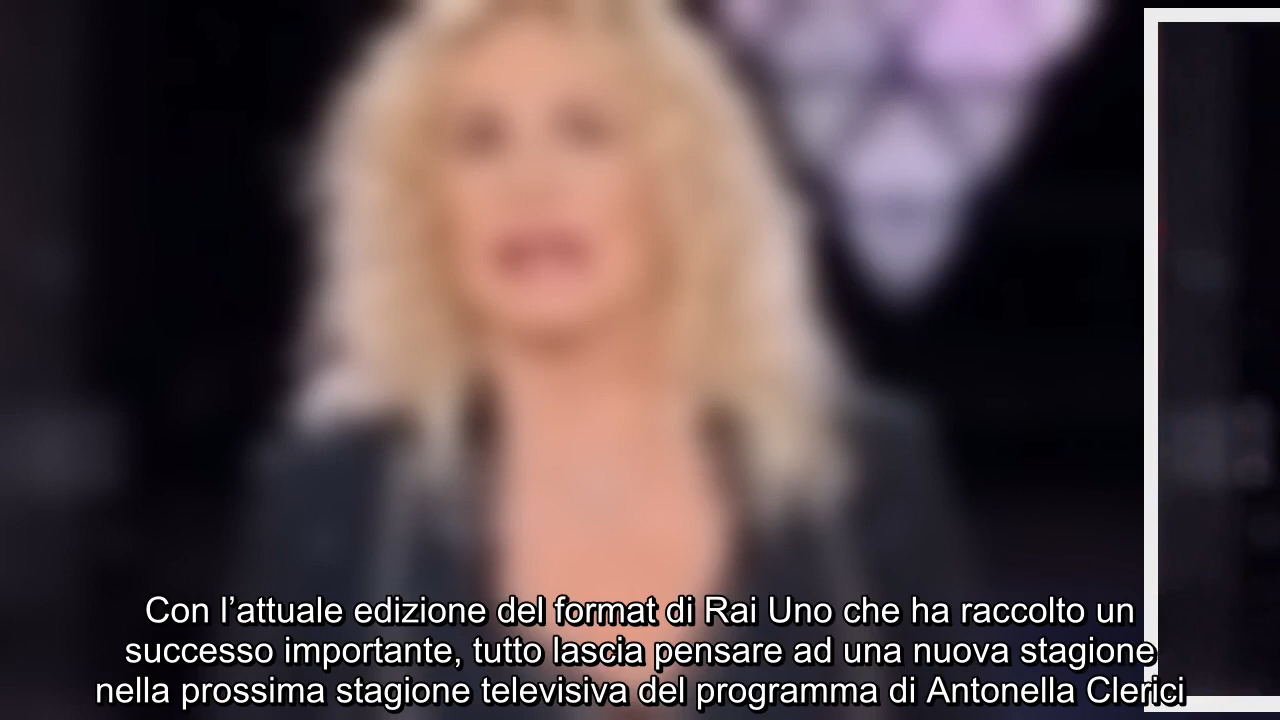 Con l’attuale edizione del format di Rai Uno che ha raccolto un
successo importante, tutto lascia pensare ad una nuova stagione
nella prossima stagione televisiva del programma di Antonella Clerici